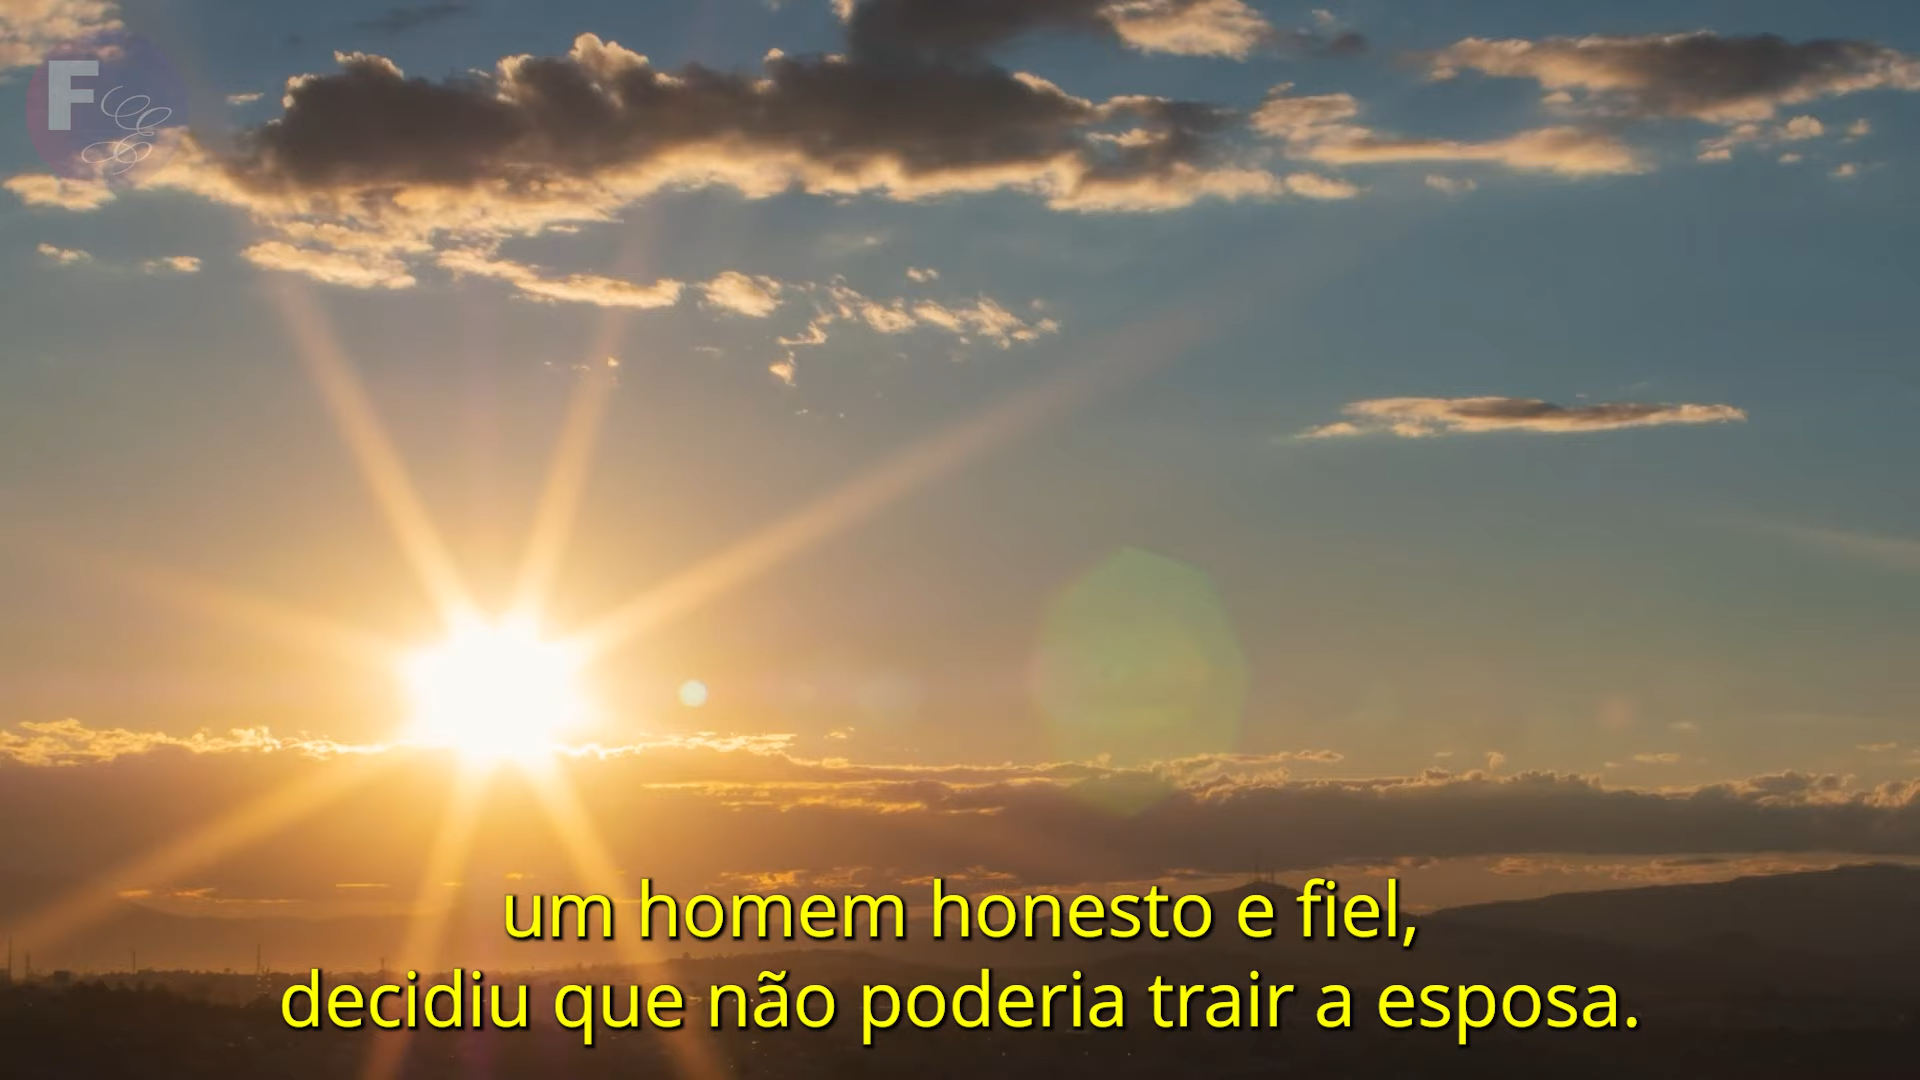 F
um homem honesto e fiel,
decidiu que não poderia trair a esposa.